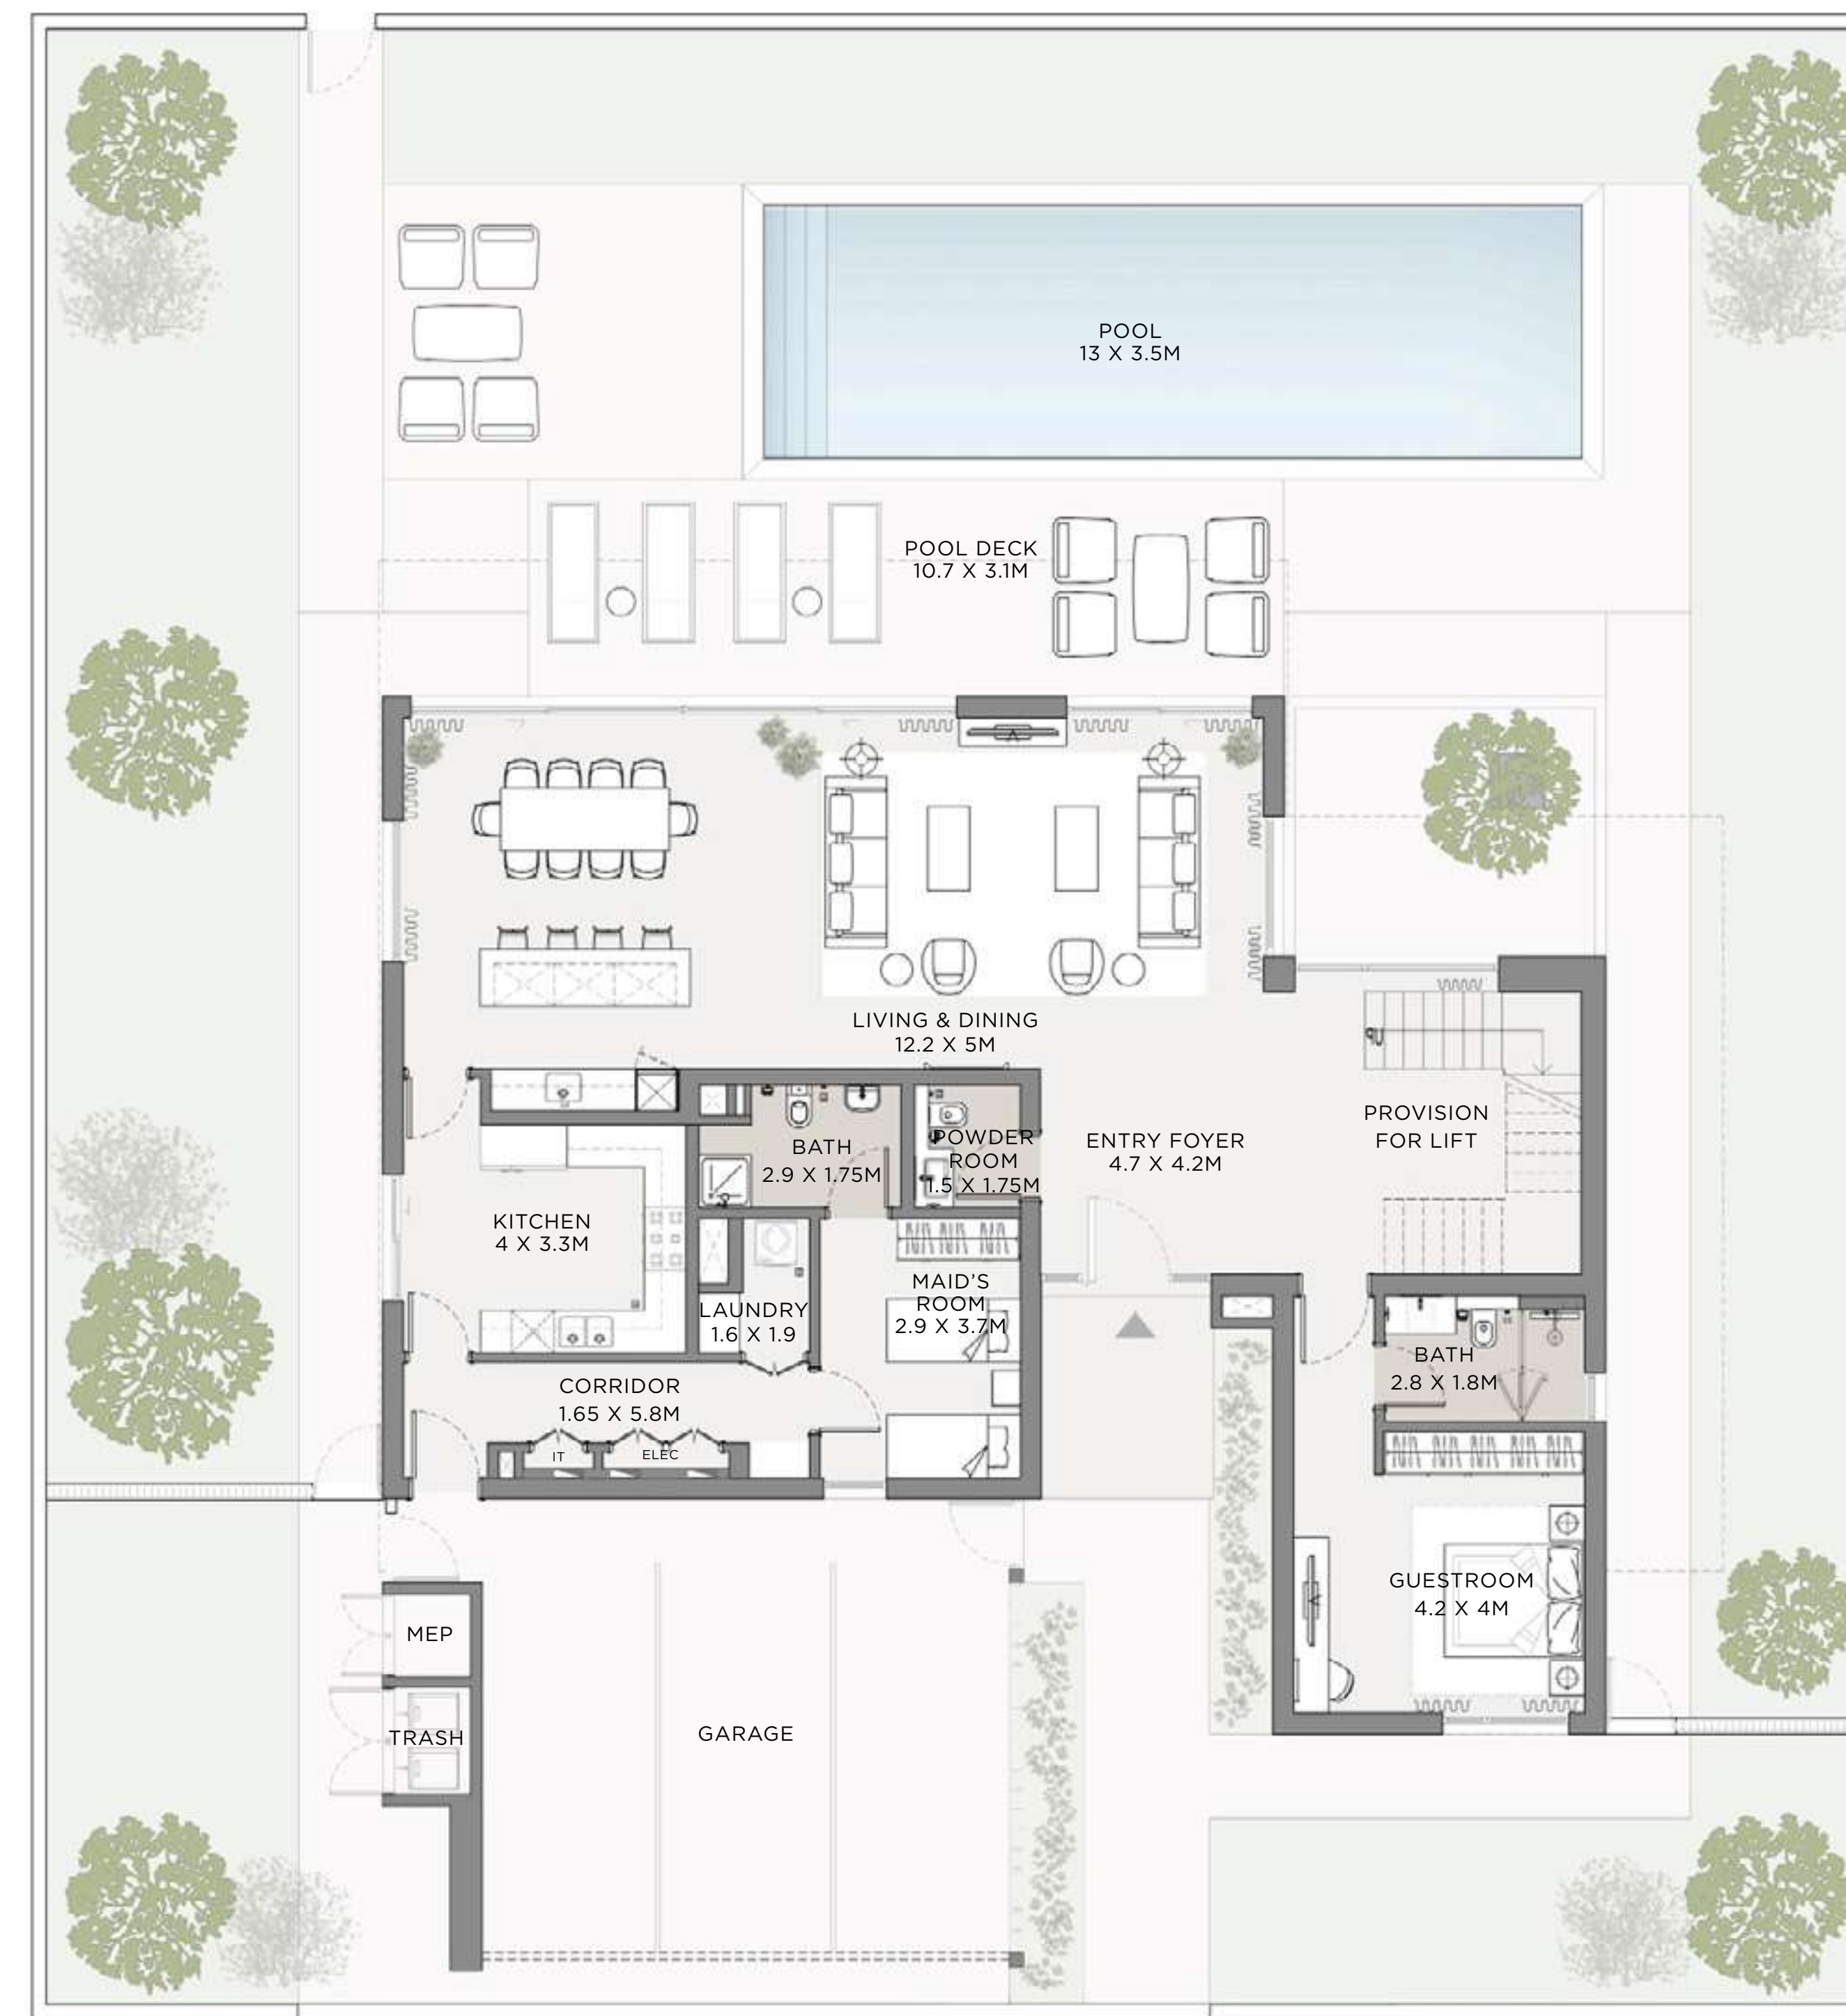 POOL
13 X 3.5M
POOL DECK
10.7 X 3.1M
LIVING & DINING
12.2 X 5M
PROVISION
FOR LIFT
ENTRY FOYER
4.7 X 4.2M
POWDER
ROOM
1.5 X 1.75M
BATH
2.9 X 1.75M
KITCHEN
4 X 3.3M
MAID'S
ROOM
2.9 X 3.7M
LAUNDRY
1.6 X 1.9
BATH
2.8 X 1.8M
CORRIDOR
1.65 X 5.8M
IT
ELEC
GUESTROOM
4.2 X 4M
MEP
TRASH
GARAGE